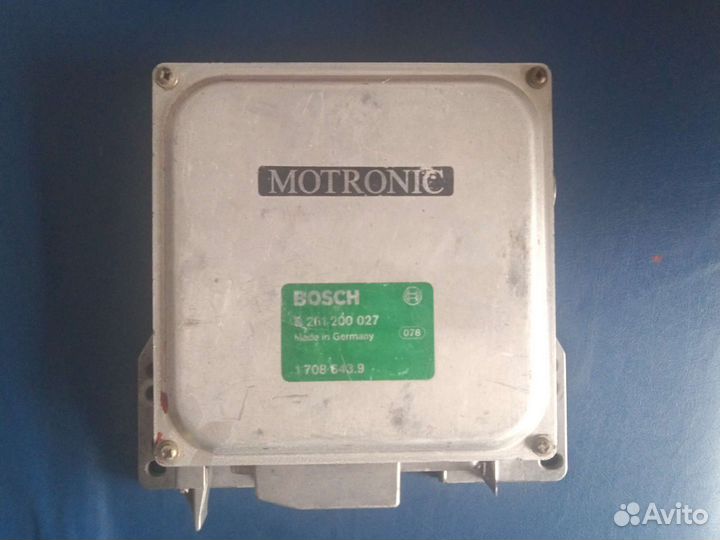 MOTRONIC
BOSCH
0 261 200 027
Made in Germany
078
1 708 643.9
Avito